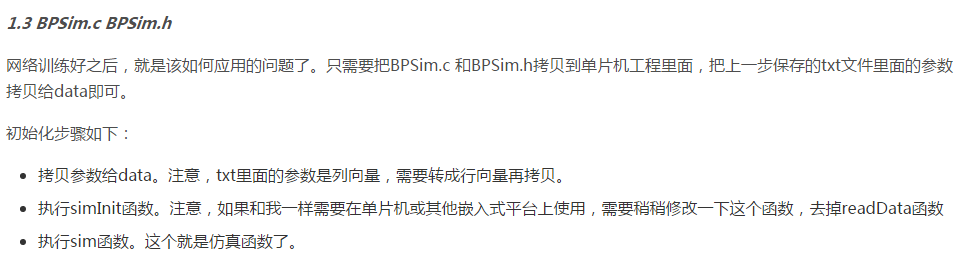 1.3 BPSim.c BPSim.h
网络训练好之后，就是该如何应用的问题了。只需要把BPSim.c 和BPSim.h拷贝到单片机工程里面，把上一步保存的txt文件里面的参数
拷贝给data即可。
初始化步骤如下：
拷贝参数给data。注意，txt里面的参数是列向量，需要转成行向量再拷贝。
执行simInit函数。注意，如果和我一样需要在单片机或其他嵌入式平台上使用，需要稍稍修改一下这个函数，去掉readData函数
执行sim函数。这个就是仿真函数了。